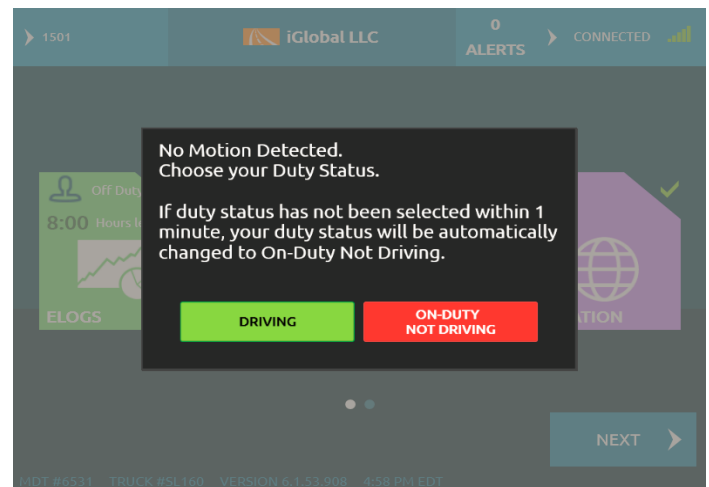 1501
iGlobal LLC
0
ALERTS
CONNECTED
No Motion Detected.
Choose your Duty Status.
If duty status has not been selected within 1
minute, your duty status will be automatically
changed to On-Duty Not Driving.
DRIVING
ON-DUTY
NOT DRIVING
Off Duty
8:00 Hours le
ELOGS
ATION
NEXT
MDT #6531 TRUCK #SL160 VERSION 6.1.53.908 4:58 PM EDT